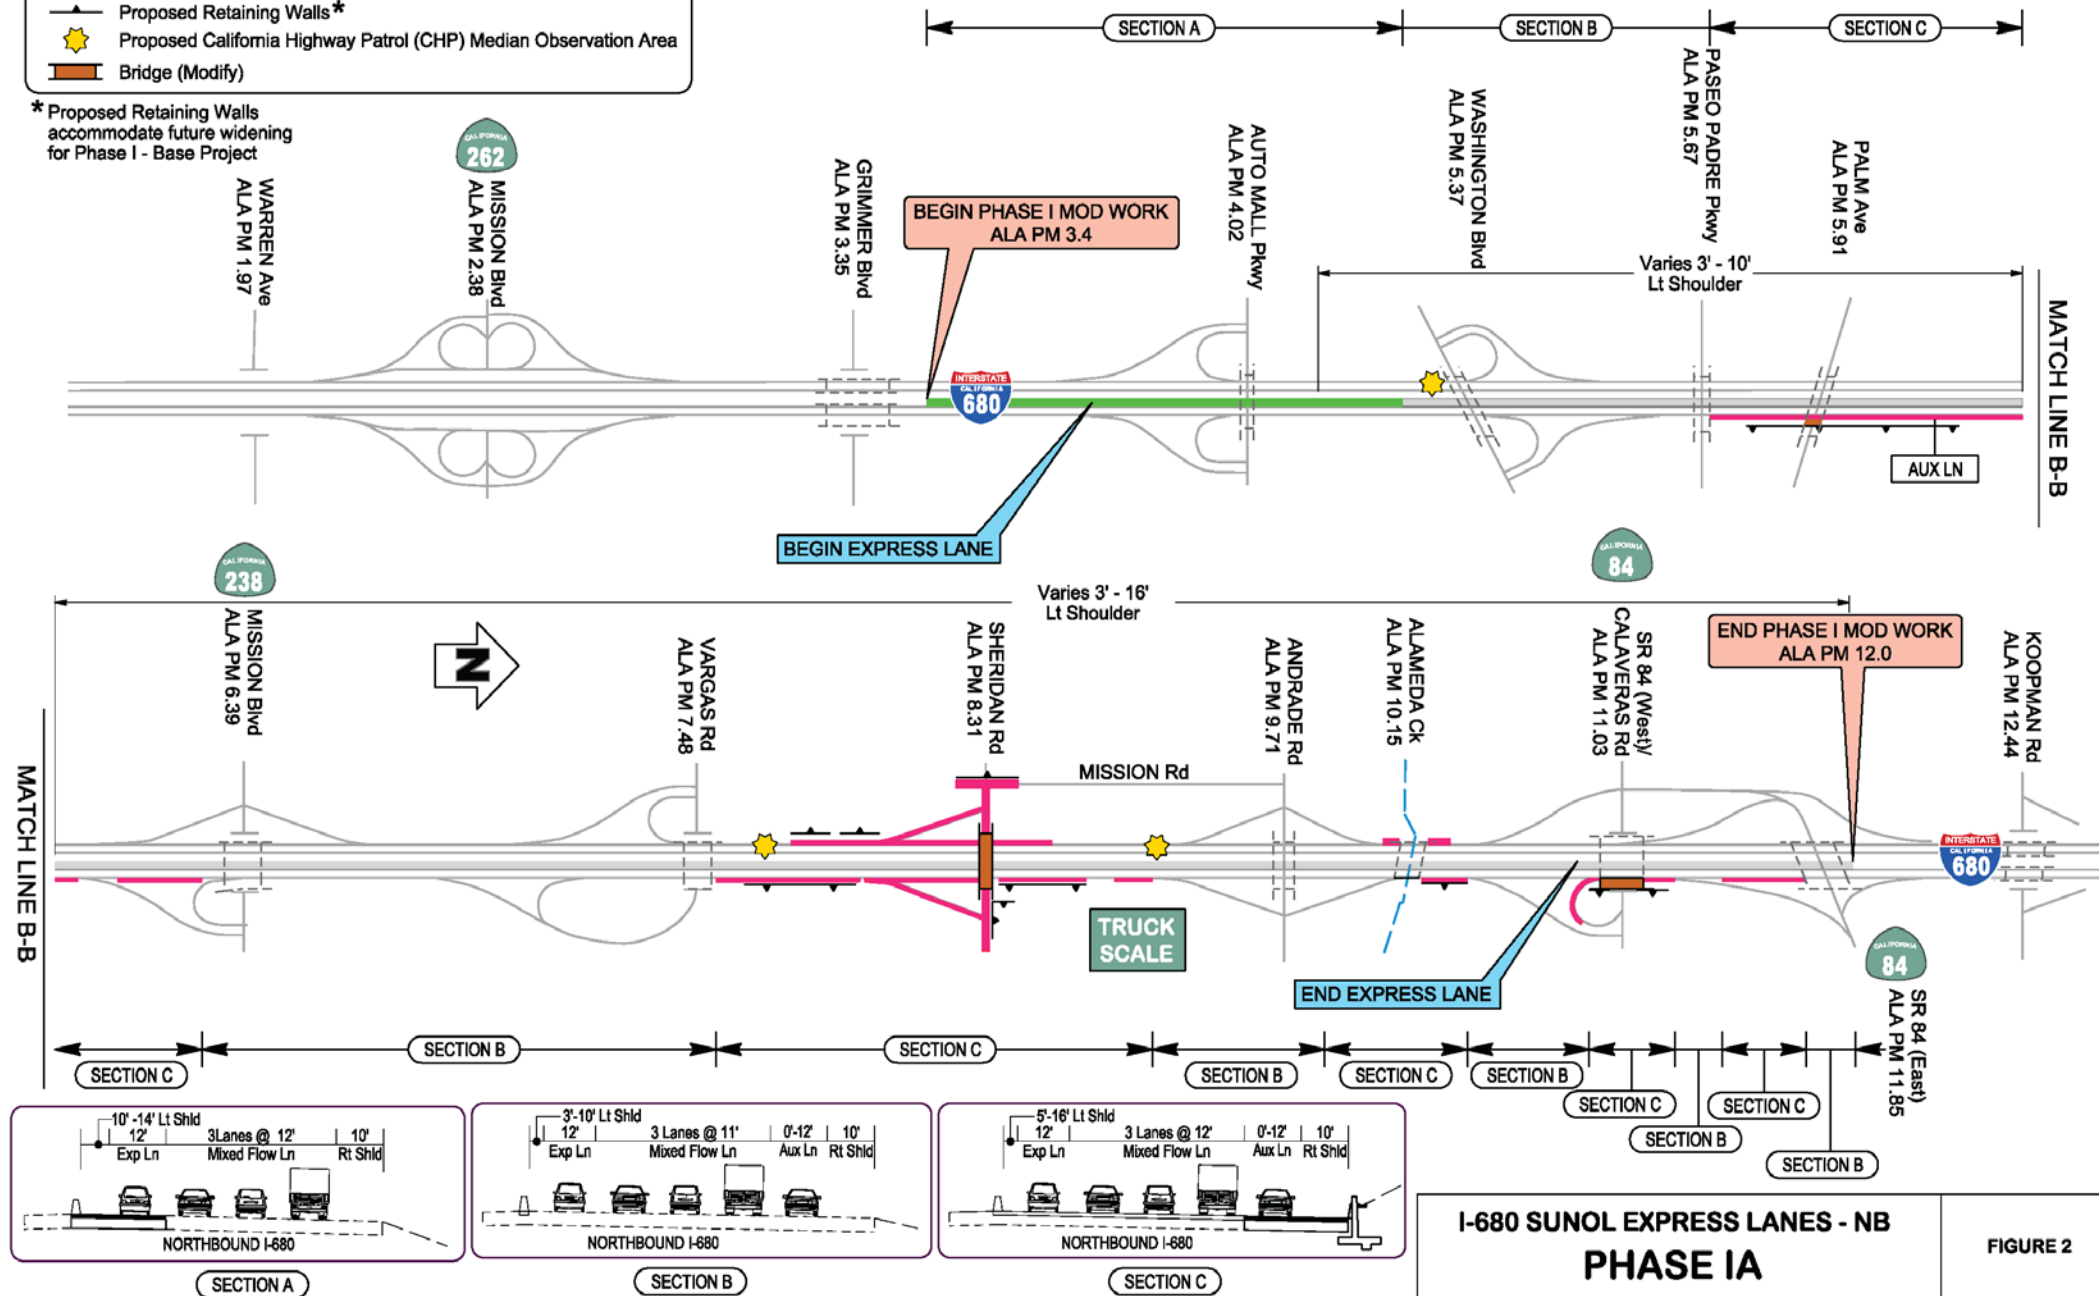 Proposed Retaining Walls*
Proposed California Highway Patrol (CHP) Median Observation Area
Bridge (Modify)
* Proposed Retaining Walls
accommodate future widening
for Phase I - Base Project
SECTION A
SECTION B
SECTION C
WARREN Ave
ALA PM 1.97
CALIFORNIA
262
MISSION Blvd
ALA PM 2.38
GRIMMER Blvd
ALA PM 3.35
BEGIN PHASE I MOD WORK
ALA PM 3.4
AUTO MALL Pkwy
ALA PM 4.02
WASHINGTON Blvd
ALA PM 5.37
PASEO PADRE Pkwy
ALA PM 5.67
PALM Ave
ALA PM 5.91
Varies 3' - 10'
Lt Shoulder
MATCH LINE B-B
INTERSTATE
CALIFORNIA
680
AUX LN
BEGIN EXPRESS LANE
CALIFORNIA
238
MISSION Blvd
ALA PM 6.39
N
VARGAS Rd
ALA PM 7.48
Varies 3' - 16'
Lt Shoulder
SHERIDAN Rd
ALA PM 8.31
MISSION Rd
ANDRADE Rd
ALA PM 9.71
ALAMEDA Ck
ALA PM 10.15
CALIFORNIA
84
SR 84 (West)/
CALAVERAS Rd
ALA PM 11.03
END PHASE I MOD WORK
ALA PM 12.0
KOOPMAN Rd
ALA PM 12.44
MATCH LINE B-B
INTERSTATE
CALIFORNIA
680
TRUCK
SCALE
END EXPRESS LANE
CALIFORNIA
84
SR 84 (East)
ALA PM 11.85
SECTION C
SECTION B
SECTION C
SECTION B
SECTION C
SECTION B
SECTION C
SECTION B
SECTION C
SECTION B
10' -14' Lt Shld
12' 3Lanes @ 12' 10'
Exp Ln Mixed Flow Ln Rt Shld
NORTHBOUND I-680
SECTION A
3'-10' Lt Shld
12' 3 Lanes @ 11' 0'-12' 10'
Exp Ln Mixed Flow Ln Aux Ln Rt Shld
NORTHBOUND I-680
SECTION B
5'-16' Lt Shld
12' 3 Lanes @ 12' 0'-12' 10'
Exp Ln Mixed Flow Ln Aux Ln Rt Shld
NORTHBOUND I-680
SECTION C
I-680 SUNOL EXPRESS LANES - NB
PHASE IA
FIGURE 2